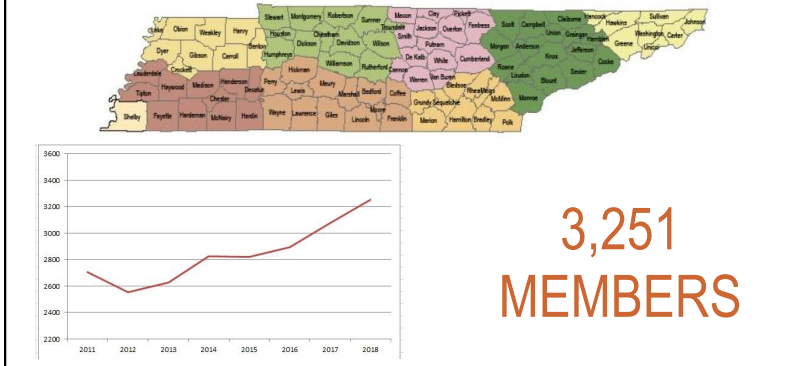 Stewart Montgomery Robertson Sumner Macon Clay Pickett
Lake Obion Weakley Henry Houston Cheatham Trousdale Smith Jackson Overton Fentress Scott Campbell Claiborne Hancock Hawkins Sullivan Johnson
Dyer Gibson Carroll Benton Humphreys Dickson Davidson Wilson Putnam Morgan Anderson Union Grainger Hamblen Greene Washington Carter
Crockett Williamson Rutherford Cannon De Kalb White Cumberland Knox Jefferson Cocke Unicoi
Lauderdale Haywood Madison Henderson Decatur Perry Hickman Maury Warren Van Buren Roane Loudon Blount Sevier
Tipton Chester Lewis Marshall Bedford Coffee Bledsoe Rhea Meigs McMinn Monroe
Shelby Fayette Hardeman McNairy Hardin Wayne Lawrence Giles Lincoln Moore Franklin Grundy Sequatchie Marion Hamilton Bradley Polk
3600
3400
3200
3000
2800
2600
2400
2200
2011 2012 2013 2014 2015 2016 2017 2018
3,251
MEMBERS